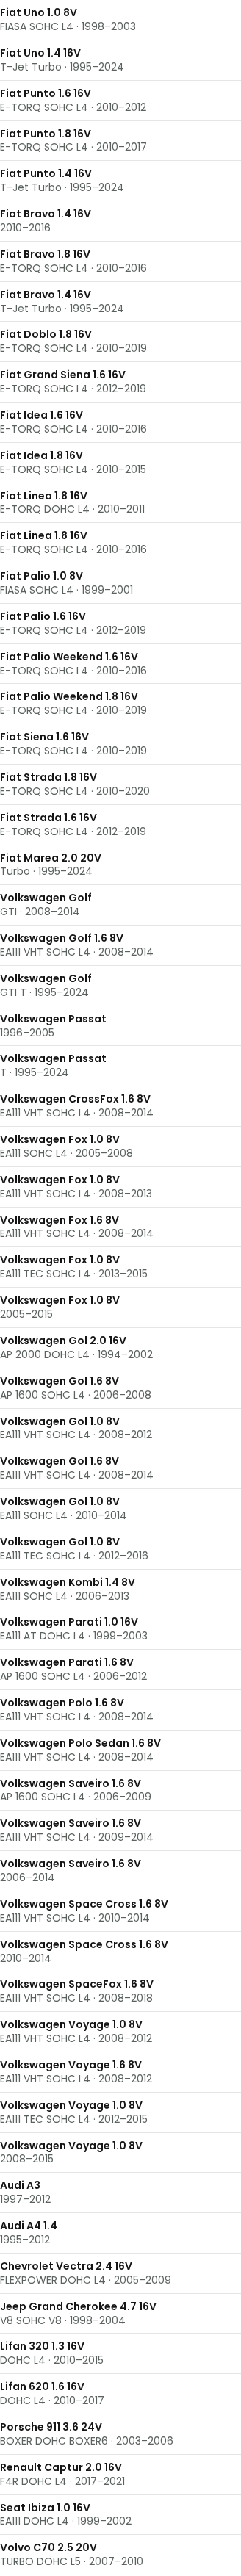 Fiat Uno 1.0 8V
FIASA SOHC L4 · 1998–2003
Fiat Uno 1.4 16V
T-Jet Turbo · 1995–2024
Fiat Punto 1.6 16V
E-TORQ SOHC L4 · 2010–2012
Fiat Punto 1.8 16V
E-TORQ SOHC L4 · 2010–2017
Fiat Punto 1.4 16V
T-Jet Turbo · 1995–2024
Fiat Bravo 1.4 16V
2010–2016
Fiat Bravo 1.8 16V
E-TORQ SOHC L4 · 2010–2016
Fiat Bravo 1.4 16V
T-Jet Turbo · 1995–2024
Fiat Doblo 1.8 16V
E-TORQ SOHC L4 · 2010–2019
Fiat Grand Siena 1.6 16V
E-TORQ SOHC L4 · 2012–2019
Fiat Idea 1.6 16V
E-TORQ SOHC L4 · 2010–2016
Fiat Idea 1.8 16V
E-TORQ SOHC L4 · 2010–2015
Fiat Linea 1.8 16V
E-TORQ DOHC L4 · 2010–2011
Fiat Linea 1.8 16V
E-TORQ SOHC L4 · 2010–2016
Fiat Palio 1.0 8V
FIASA SOHC L4 · 1999–2001
Fiat Palio 1.6 16V
E-TORQ SOHC L4 · 2012–2019
Fiat Palio Weekend 1.6 16V
E-TORQ SOHC L4 · 2010–2016
Fiat Palio Weekend 1.8 16V
E-TORQ SOHC L4 · 2010–2019
Fiat Siena 1.6 16V
E-TORQ SOHC L4 · 2010–2019
Fiat Strada 1.8 16V
E-TORQ SOHC L4 · 2010–2020
Fiat Strada 1.6 16V
E-TORQ SOHC L4 · 2012–2019
Fiat Marea 2.0 20V
Turbo · 1995–2024
Volkswagen Golf
GTI · 2008–2014
Volkswagen Golf 1.6 8V
EA111 VHT SOHC L4 · 2008–2014
Volkswagen Golf
GTI T · 1995–2024
Volkswagen Passat
1996–2005
Volkswagen Passat
T · 1995–2024
Volkswagen CrossFox 1.6 8V
EA111 VHT SOHC L4 · 2008–2014
Volkswagen Fox 1.0 8V
EA111 SOHC L4 · 2005–2008
Volkswagen Fox 1.0 8V
EA111 VHT SOHC L4 · 2008–2013
Volkswagen Fox 1.6 8V
EA111 VHT SOHC L4 · 2008–2014
Volkswagen Fox 1.0 8V
EA111 TEC SOHC L4 · 2013–2015
Volkswagen Fox 1.0 8V
2005–2015
Volkswagen Gol 2.0 16V
AP 2000 DOHC L4 · 1994–2002
Volkswagen Gol 1.6 8V
AP 1600 SOHC L4 · 2006–2008
Volkswagen Gol 1.0 8V
EA111 VHT SOHC L4 · 2008–2012
Volkswagen Gol 1.6 8V
EA111 VHT SOHC L4 · 2008–2014
Volkswagen Gol 1.0 8V
EA111 SOHC L4 · 2010–2014
Volkswagen Gol 1.0 8V
EA111 TEC SOHC L4 · 2012–2016
Volkswagen Kombi 1.4 8V
EA111 SOHC L4 · 2006–2013
Volkswagen Parati 1.0 16V
EA111 AT DOHC L4 · 1999–2003
Volkswagen Parati 1.6 8V
AP 1600 SOHC L4 · 2006–2012
Volkswagen Polo 1.6 8V
EA111 VHT SOHC L4 · 2008–2014
Volkswagen Polo Sedan 1.6 8V
EA111 VHT SOHC L4 · 2008–2014
Volkswagen Saveiro 1.6 8V
AP 1600 SOHC L4 · 2006–2009
Volkswagen Saveiro 1.6 8V
EA111 VHT SOHC L4 · 2009–2014
Volkswagen Saveiro 1.6 8V
2006–2014
Volkswagen Space Cross 1.6 8V
EA111 VHT SOHC L4 · 2010–2014
Volkswagen Space Cross 1.6 8V
2010–2014
Volkswagen SpaceFox 1.6 8V
EA111 VHT SOHC L4 · 2008–2018
Volkswagen Voyage 1.0 8V
EA111 VHT SOHC L4 · 2008–2012
Volkswagen Voyage 1.6 8V
EA111 VHT SOHC L4 · 2008–2012
Volkswagen Voyage 1.0 8V
EA111 TEC SOHC L4 · 2012–2015
Volkswagen Voyage 1.0 8V
2008–2015
Audi A3
1997–2012
Audi A4 1.4
1995–2012
Chevrolet Vectra 2.4 16V
FLEXPOWER DOHC L4 · 2005–2009
Jeep Grand Cherokee 4.7 16V
V8 SOHC V8 · 1998–2004
Lifan 320 1.3 16V
DOHC L4 · 2010–2015
Lifan 620 1.6 16V
DOHC L4 · 2010–2017
Porsche 911 3.6 24V
BOXER DOHC BOXER6 · 2003–2006
Renault Captur 2.0 16V
F4R DOHC L4 · 2017–2021
Seat Ibiza 1.0 16V
EA111 DOHC L4 · 1999–2002
Volvo C70 2.5 20V
TURBO DOHC L5 · 2007–2010